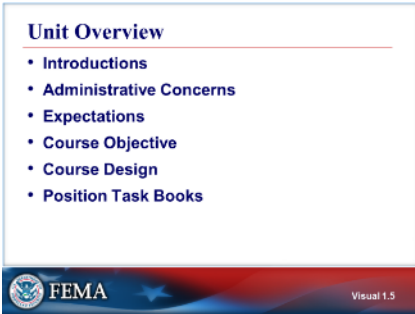 Unit Overview
• Introductions
• Administrative Concerns
• Expectations
• Course Objective
• Course Design
• Position Task Books
FEMA
Visual 1.5